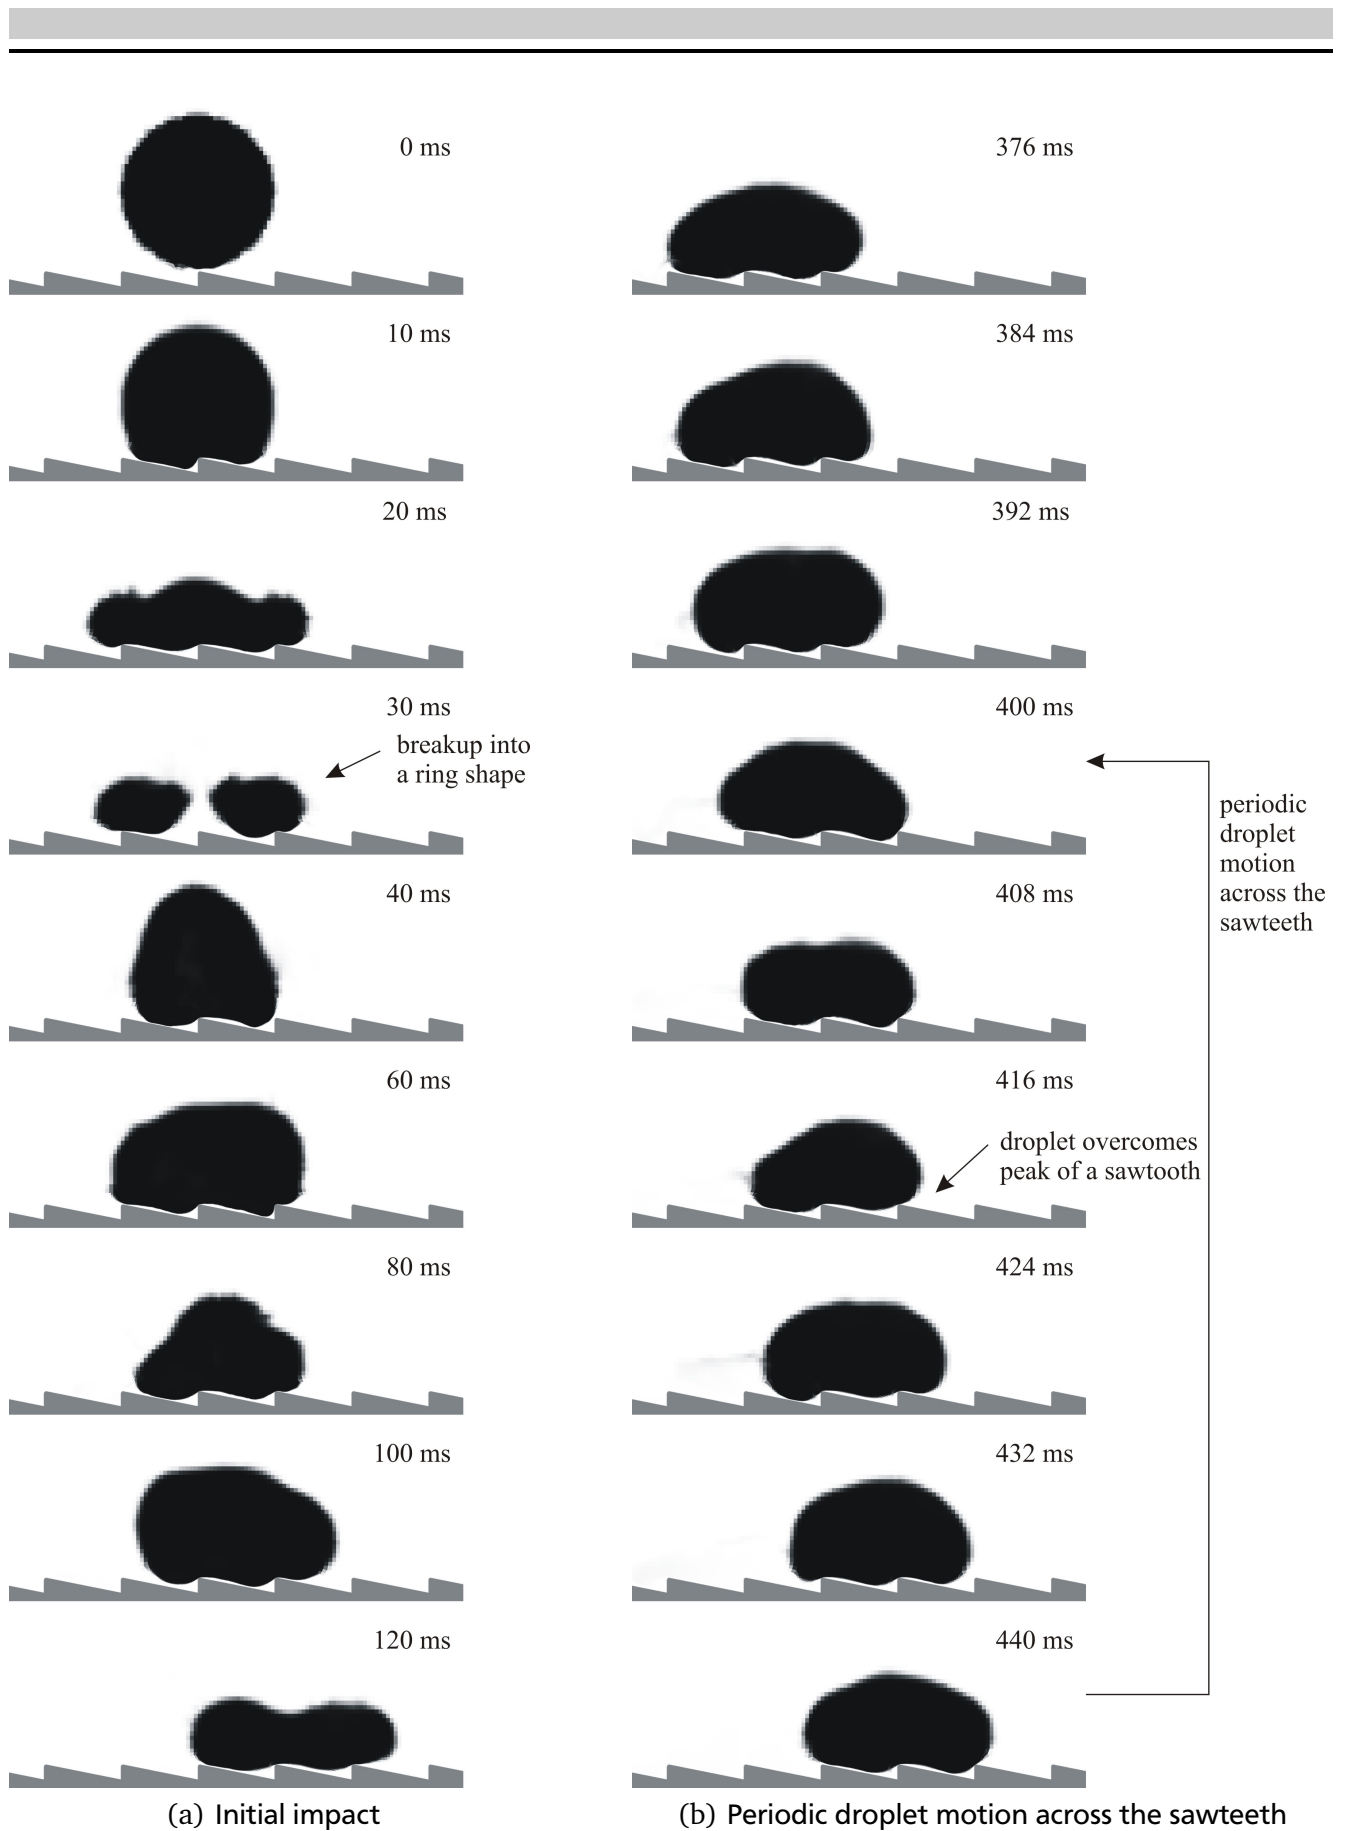 0 ms
10 ms
20 ms
30 ms
breakup into
a ring shape
40 ms
60 ms
80 ms
100 ms
120 ms
(a) Initial impact
376 ms
384 ms
392 ms
400 ms
periodic
droplet
motion
across the
sawteeth
408 ms
416 ms
droplet overcomes
peak of a sawtooth
424 ms
432 ms
440 ms
(b) Periodic droplet motion across the sawteeth